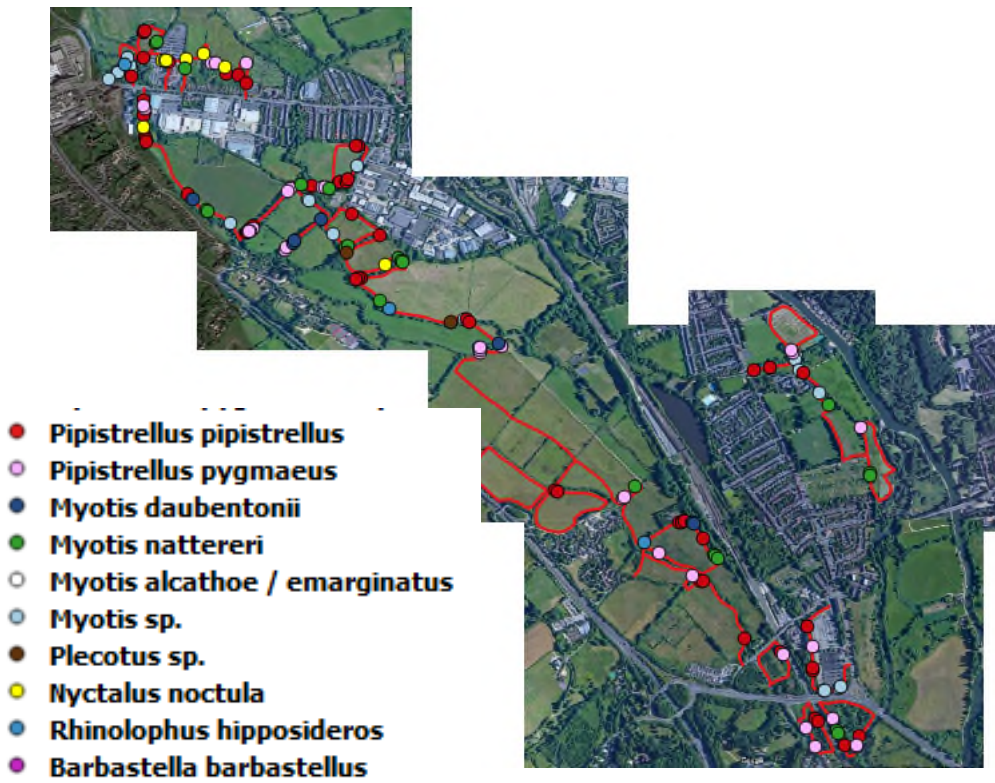 Pipistrellus pipistrellus
Pipistrellus pygmaeus
Myotis daubentonii
Myotis nattereri
Myotis alcathoe / emarginatus
Myotis sp.
Plecotus sp.
Nyctalus noctula
Rhinolophus hipposideros
Barbastella barbastellus